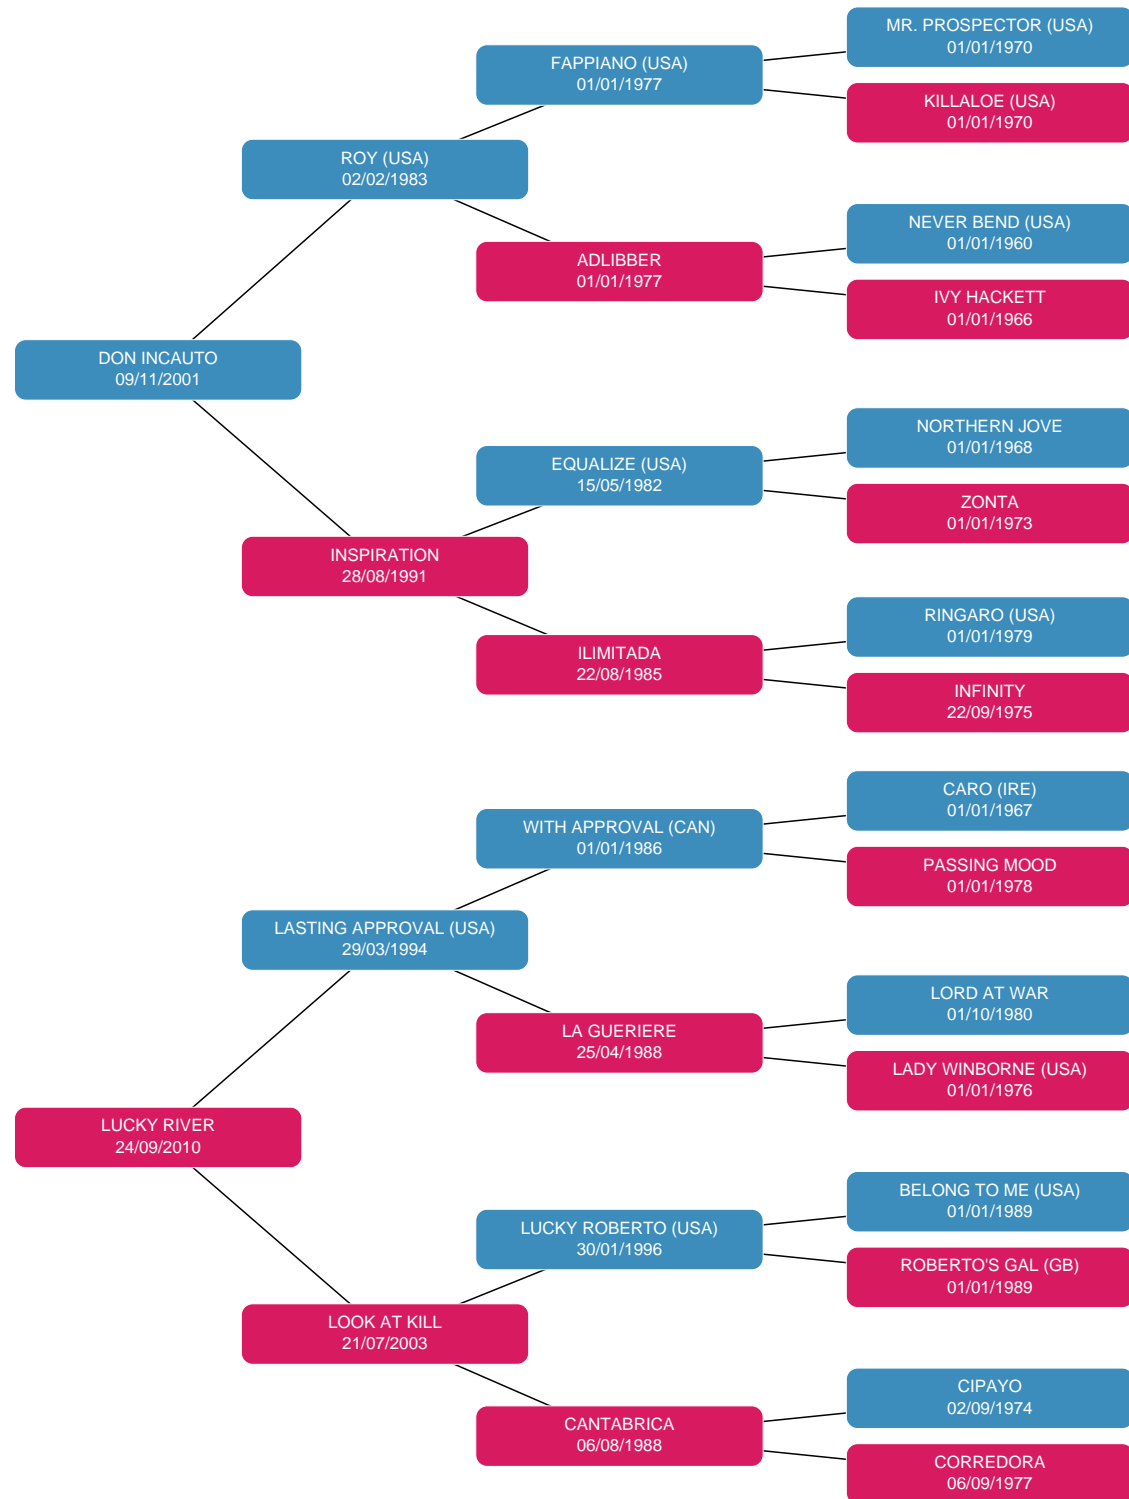 MR. PROSPECTOR (USA)
01/01/1970
FAPPIANO (USA)
01/01/1977
KILLALOE (USA)
01/01/1970
ROY (USA)
02/02/1983
NEVER BEND (USA)
01/01/1960
ADLIBBER
01/01/1977
IVY HACKETT
01/01/1966
DON INCAUTO
09/11/2001
NORTHERN JOVE
01/01/1968
EQUALIZE (USA)
15/05/1982
ZONTA
01/01/1973
INSPIRATION
28/08/1991
RINGARO (USA)
01/01/1979
ILIMITADA
22/08/1985
INFINITY
22/09/1975
CARO (IRE)
01/01/1967
WITH APPROVAL (CAN)
01/01/1986
PASSING MOOD
01/01/1978
LASTING APPROVAL (USA)
29/03/1994
LORD AT WAR
01/10/1980
LA GUERIERE
25/04/1988
LADY WINBORNE (USA)
01/01/1976
LUCKY RIVER
24/09/2010
BELONG TO ME (USA)
01/01/1989
LUCKY ROBERTO (USA)
30/01/1996
ROBERTO'S GAL (GB)
01/01/1989
LOOK AT KILL
21/07/2003
CIPAYO
02/09/1974
CANTABRICA
06/08/1988
CORREDORA
06/09/1977